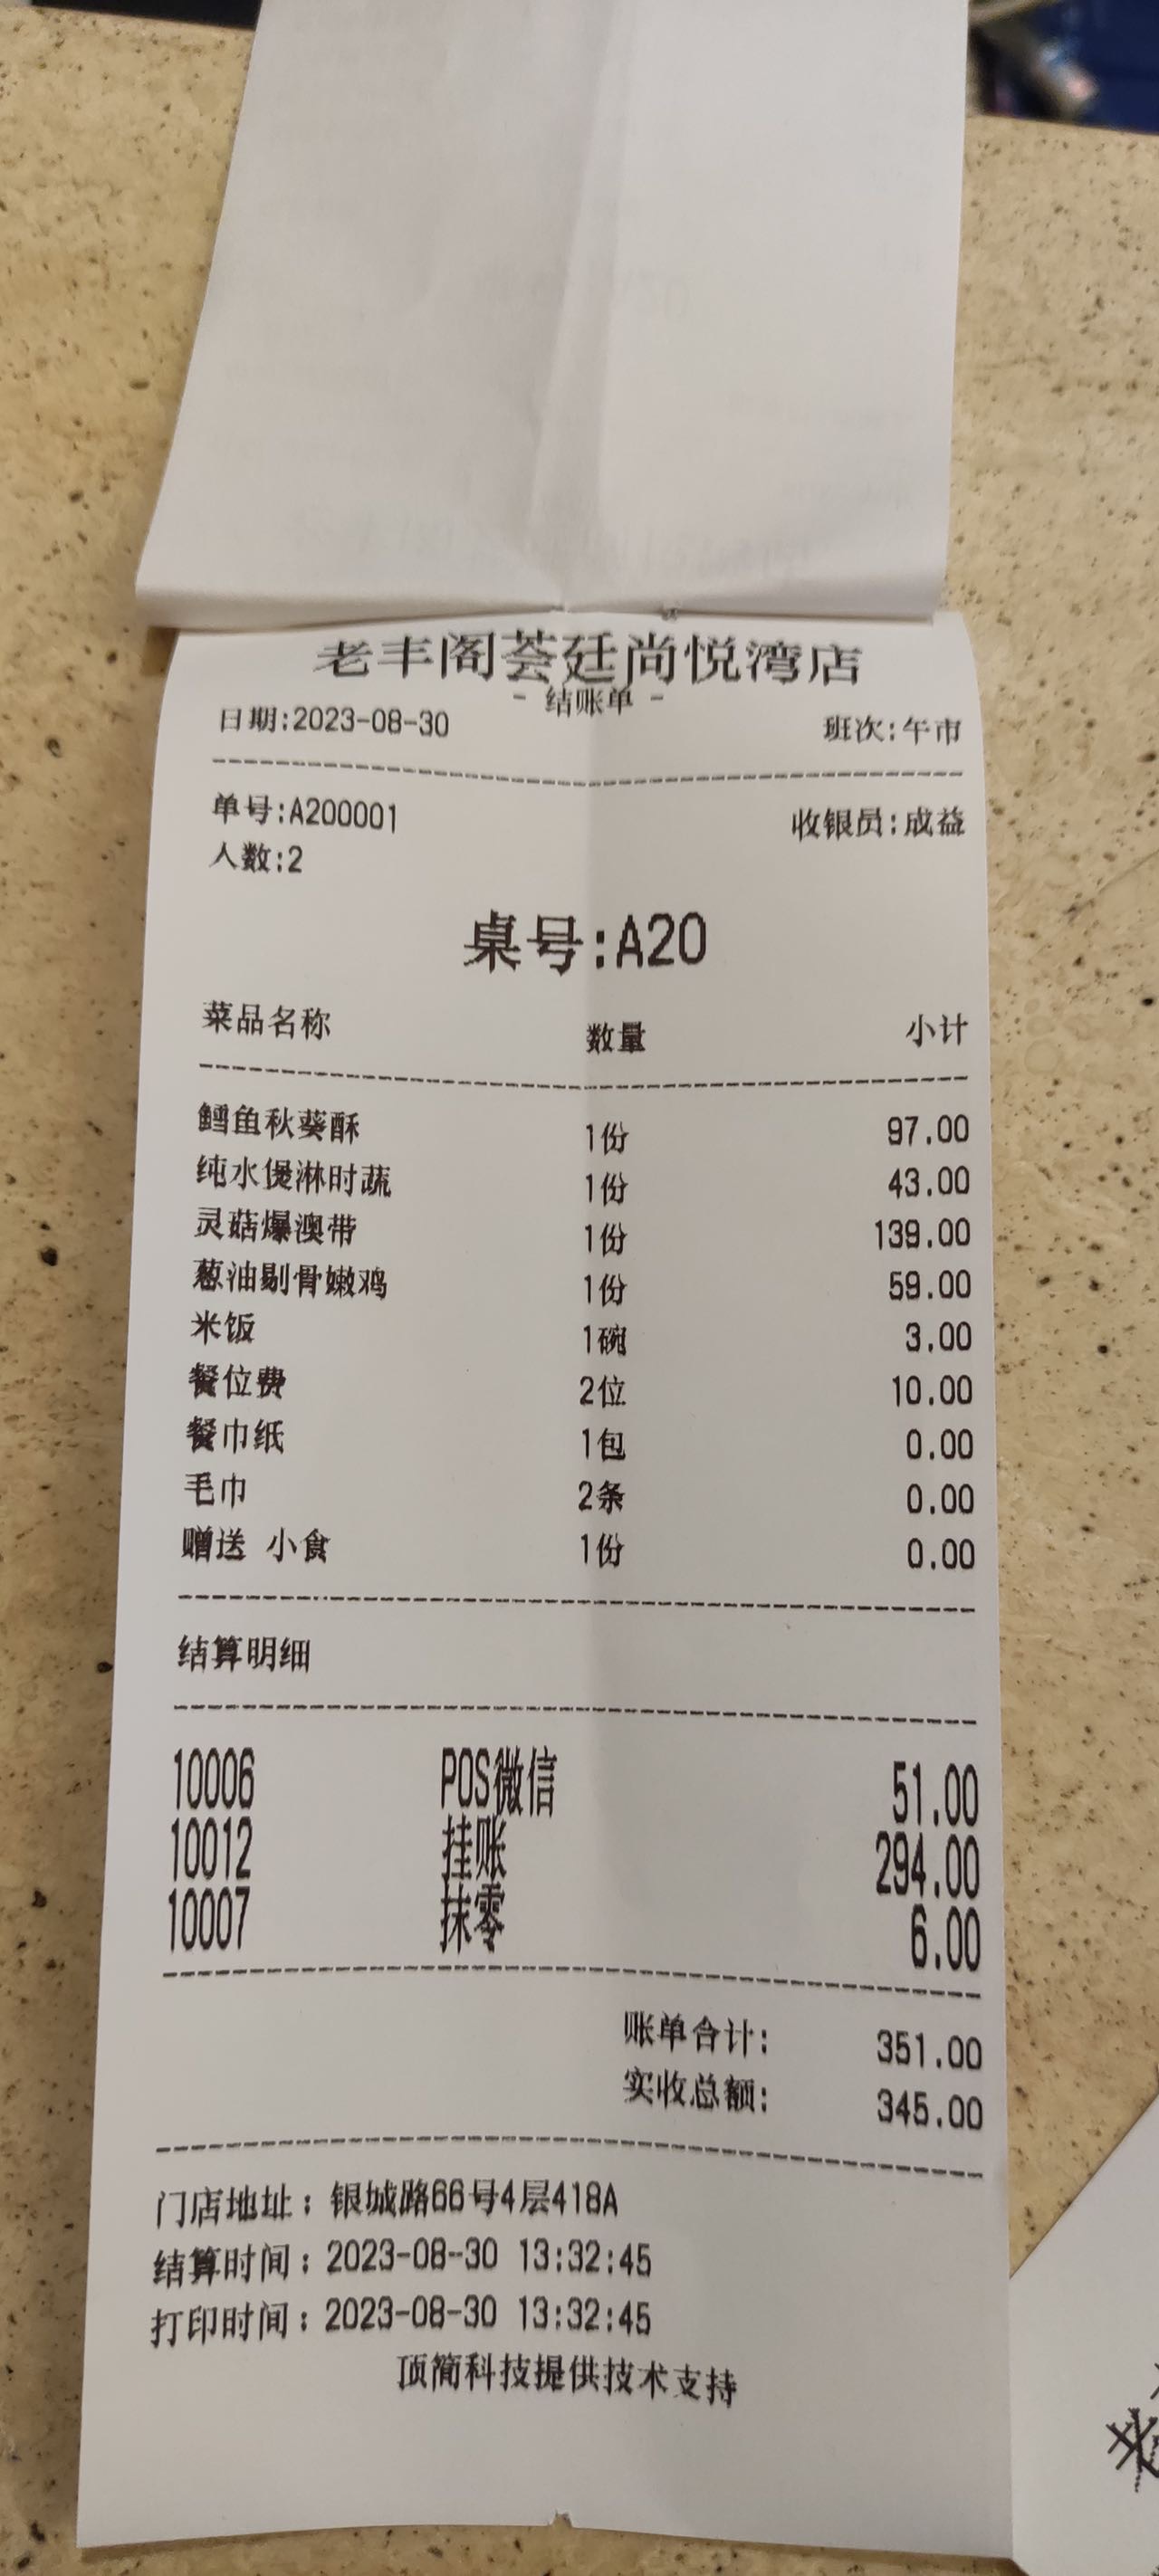 老丰阁荟廷尚悦湾店
- 结账单 -
日期:2023-08-30 班次:午市
单号:A200001 收银员:成益
人数:2
桌号:A20
菜品名称 数量 小计
鳕鱼秋葵酥 1份 97.00
纯水煲淋时蔬 1份 43.00
灵菇爆澳带 1份 139.00
葱油剔骨嫩鸡 1份 59.00
米饭 1碗 3.00
餐位费 2位 10.00
餐巾纸 1包 0.00
毛巾 2条 0.00
赠送 小食 1份 0.00
结算明细
10006 POS微信 51.00
10012 挂账 294.00
10007 抹零 6.00
账单合计: 351.00
实收总额: 345.00
门店地址：银城路66号4层418A
结算时间：2023-08-30 13:32:45
打印时间：2023-08-30 13:32:45
顶简科技提供技术支持